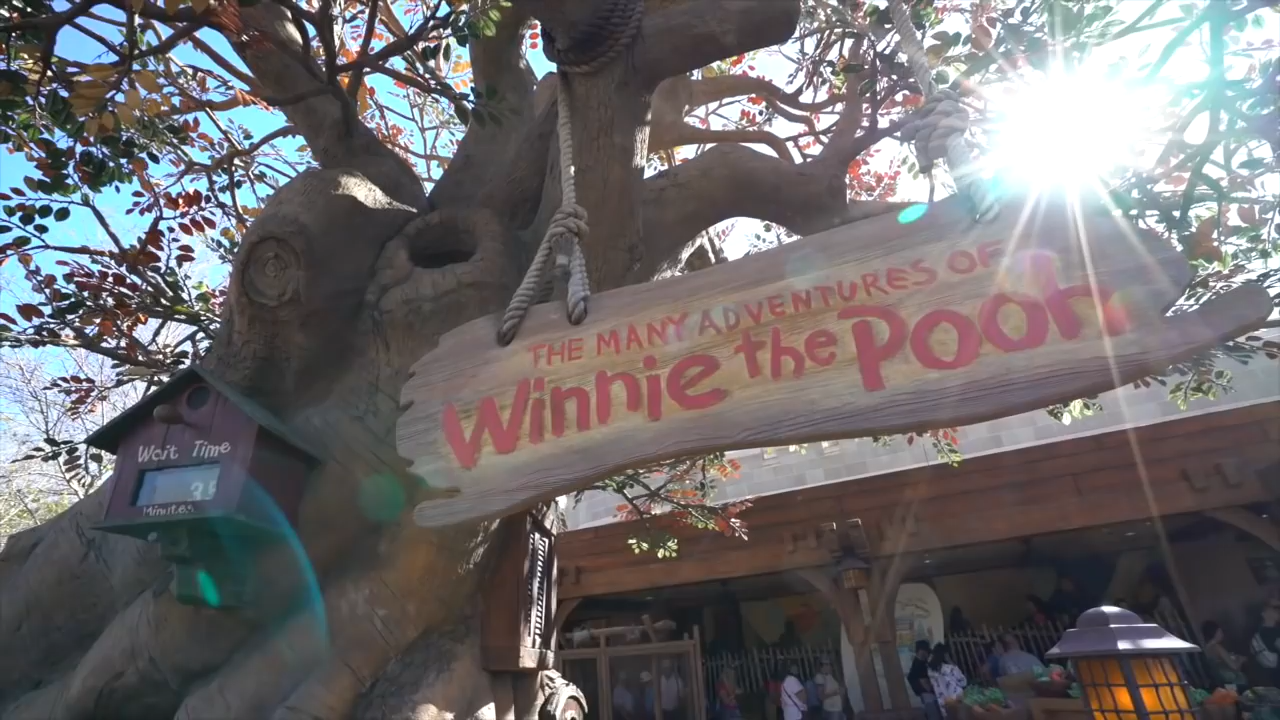 THE MANY ADVENTURES OF
Winnie the Pooh
Wait Time
35
Minutes